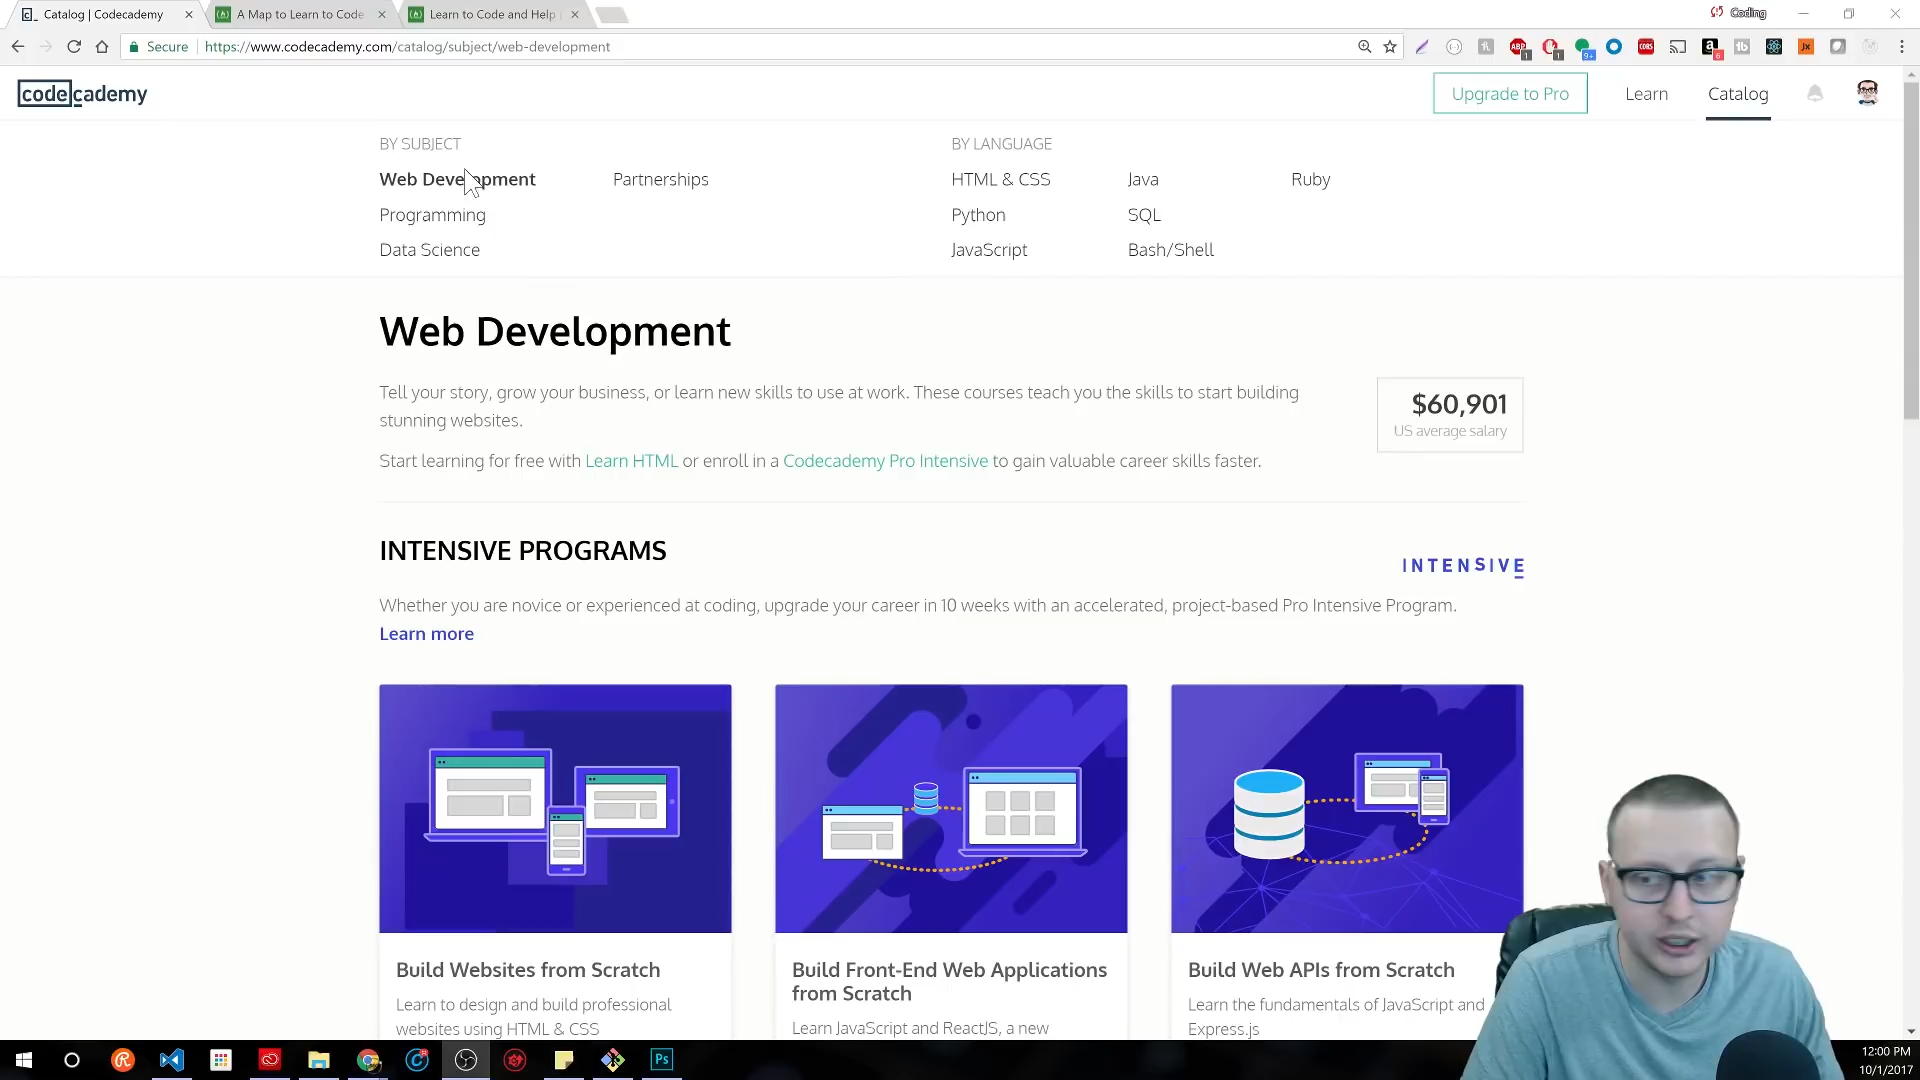 Catalog | Codecademy
A Map to Learn to Code
Learn to Code and Help
Coding
Secure
https://www.codecademy.com/catalog/subject/web-development
codecademy
Upgrade to Pro
Learn
Catalog
BY SUBJECT
Web Development
Partnerships
Programming
Data Science
BY LANGUAGE
HTML & CSS
Java
Ruby
Python
SQL
JavaScript
Bash/Shell
Web Development
Tell your story, grow your business, or learn new skills to use at work. These courses teach you the skills to start building
stunning websites.
Start learning for free with Learn HTML or enroll in a Codecademy Pro Intensive to gain valuable career skills faster.
$60,901
US average salary
INTENSIVE PROGRAMS
INTENSIVE
Whether you are novice or experienced at coding, upgrade your career in 10 weeks with an accelerated, project-based Pro Intensive Program.
Learn more
Build Websites from Scratch
Learn to design and build professional
websites using HTML & CSS
Build Front-End Web Applications
from Scratch
Learn JavaScript and ReactJS, a new
Build Web APIs from Scratch
Learn the fundamentals of JavaScript and
Express.js
Ps
12:00 PM
10/1/2017